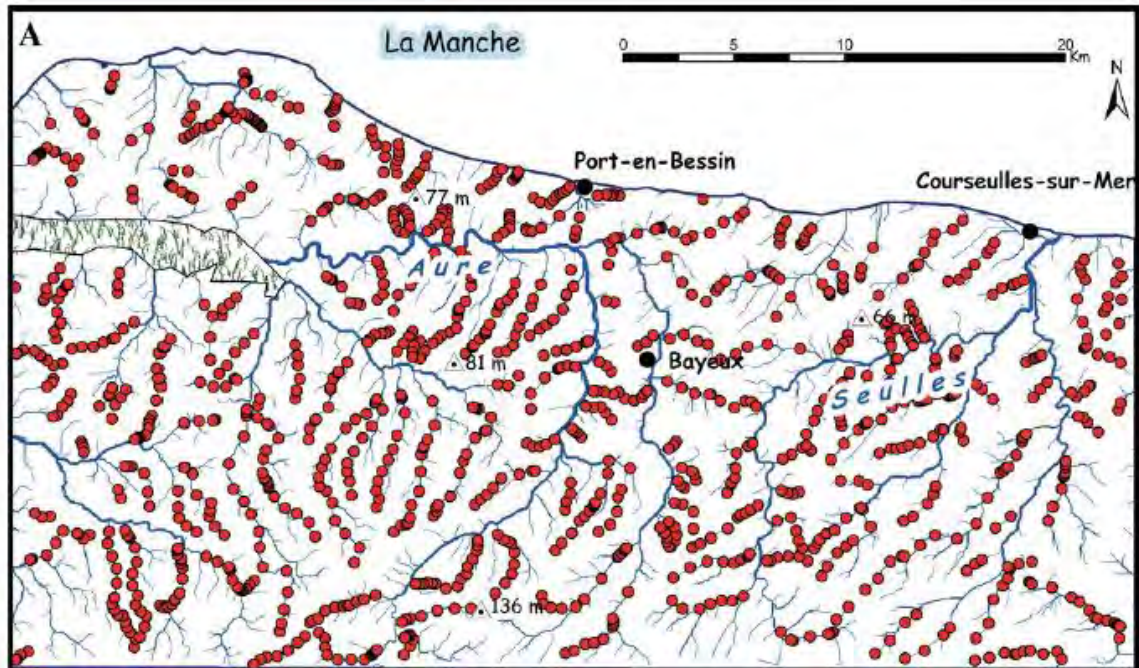 A
La Manche
0 5 10 20
Km
N
Port-en-Bessin
Courseulles-sur-Mer
77 m
Aure
66 m
81 m
Bayeux
Seûlles
136 m